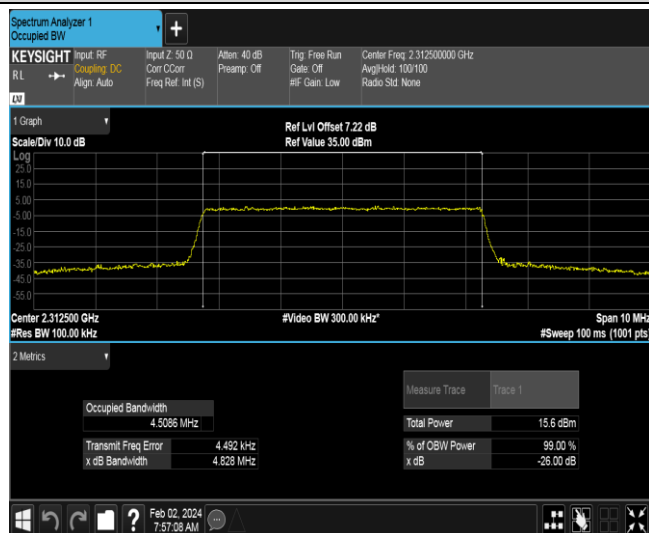 Spectrum Analyzer 1
Occupied BW
+
KEYSIGHT Input: RF Input Z: 50 Ω Atten: 40 dB Trig: Free Run Center Freq: 2.312500000 GHz
RL Coupling: DC Corr CCorr Preamp: Off Gate: Off Avg|Hold: 100/100
Align: Auto Freq Ref: Int (S) #IF Gain: Low Radio Std: None
LXI
1 Graph
Ref Lvl Offset 7.22 dB
Scale/Div 10.0 dB Ref Value 35.00 dBm
Log
25.0
15.0
5.00
-5.00
-15.0
-25.0
-35.0
-45.0
-55.0
Center 2.312500 GHz #Video BW 300.00 kHz* Span 10 MHz
#Res BW 100.00 kHz #Sweep 100 ms (1001 pts)
2 Metrics
Measure Trace Trace 1
Occupied Bandwidth
4.5086 MHz Total Power 15.6 dBm
Transmit Freq Error 4.492 kHz % of OBW Power 99.00 %
x dB Bandwidth 4.828 MHz x dB -26.00 dB
? Feb 02, 2024
7:57:08 AM